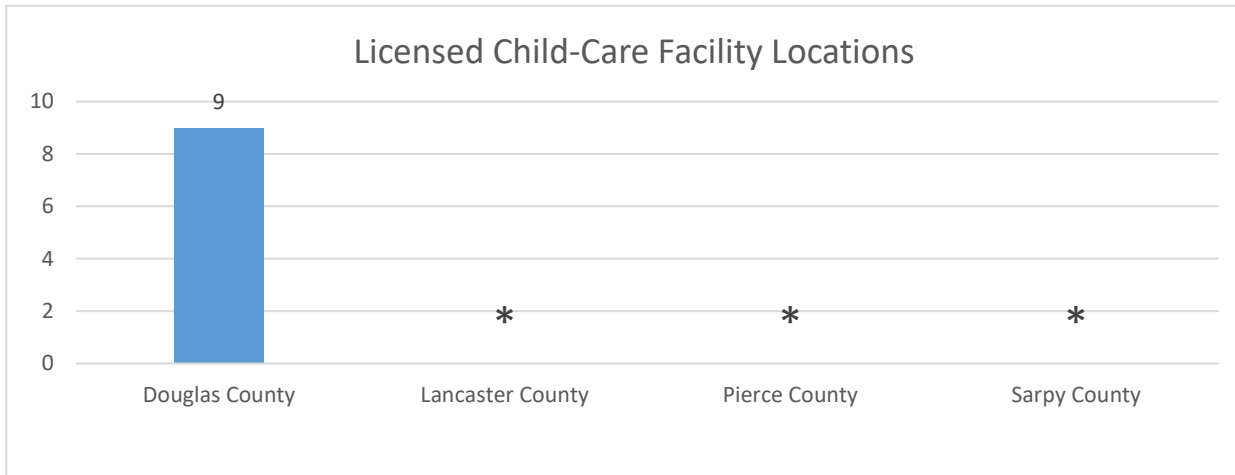 Licensed Child-Care Facility Locations
10
8
6
4
2
0
9
*
*
*
Douglas County
Lancaster County
Pierce County
Sarpy County